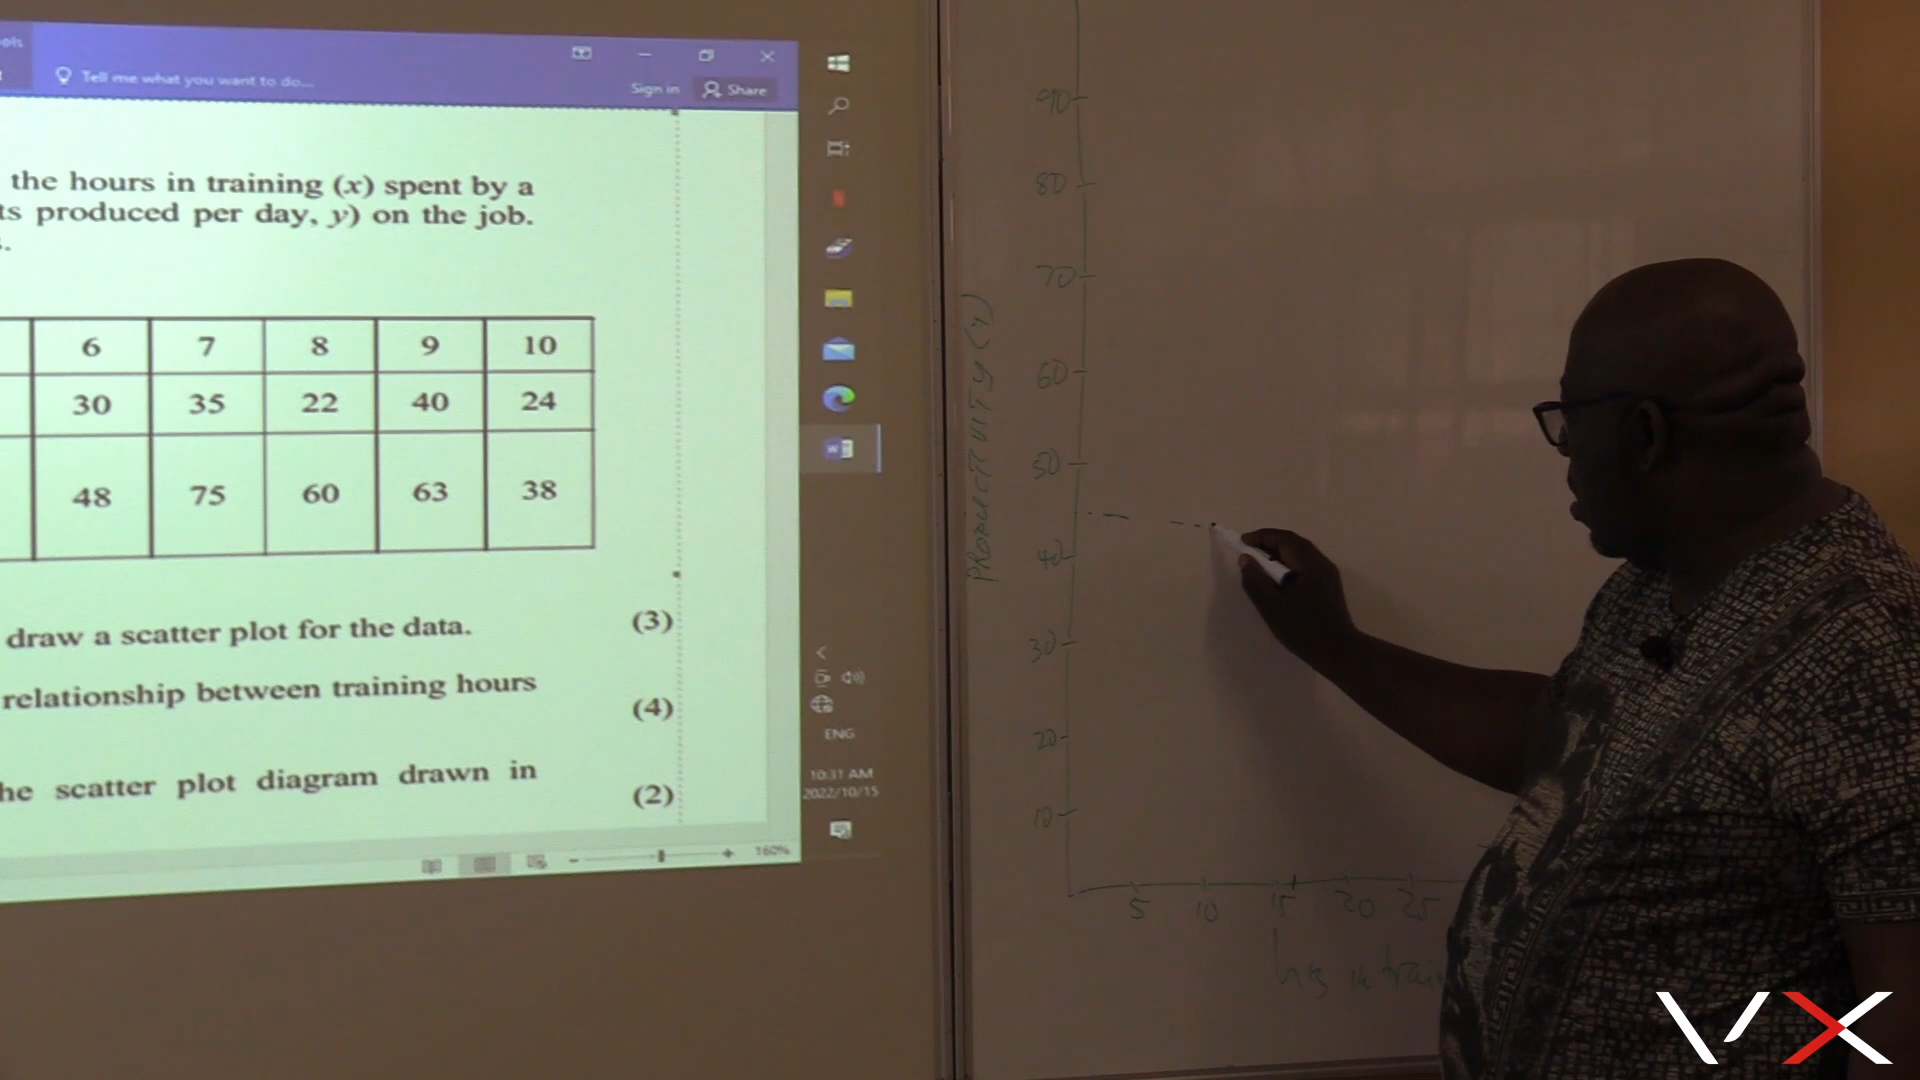 ols
Tell me what you want to do...
Sign in
Share
the hours in training (x) spent by a
ts produced per day, y) on the job.
6 7 8 9 10
30 35 22 40 24
48 75 60 63 38
draw a scatter plot for the data. (3)
relationship between training hours
(4)
he scatter plot diagram drawn in
(2)
160%
ENG
10:31 AM
2022/10/15
90
80
70
60
50
40
30
20
10
PRODUCTIVITY (y)
5 10 15 20 25
hrs in train
VX